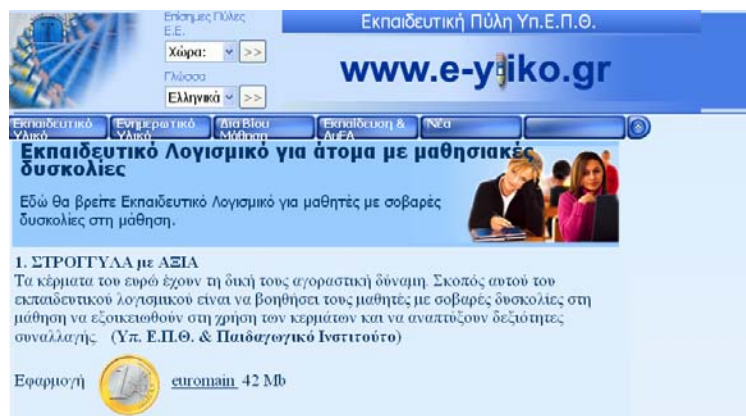 Επίσημες Πύλες
Ε.Ε.
Χώρα: >>
Γλώσσα
Ελληνικά >>
Εκπαιδευτική Πύλη Υπ.Ε.Π.Θ.
www.e-yliko.gr
Εκπαιδευτικό Υλικό
Ενημερωτικό Υλικό
Δια Βίου Μάθηση
Εκπαίδευση & ΑμΕΑ
Νέα
Εκπαιδευτικό Λογισμικό για άτομα με μαθησιακές
δυσκολίες
Εδώ θα βρείτε Εκπαιδευτικό Λογισμικό για μαθητές με σοβαρές
δυσκολίες στη μάθηση.
1. ΣΤΡΟΓΓΥΛΑ με ΑΞΙΑ
Τα κέρματα του ευρώ έχουν τη δική τους αγοραστική δύναμη. Σκοπός αυτού του
εκπαιδευτικού λογισμικού είναι να βοηθήσει τους μαθητές με σοβαρές δυσκολίες στη
μάθηση να εξοικειωθούν στη χρήση των κερμάτων και να αναπτύξουν δεξιότητες
συναλλαγής. (Υπ. Ε.Π.Θ. & Παιδαγωγικό Ινστιτούτο)
Εφαρμογή euromain 42 Mb